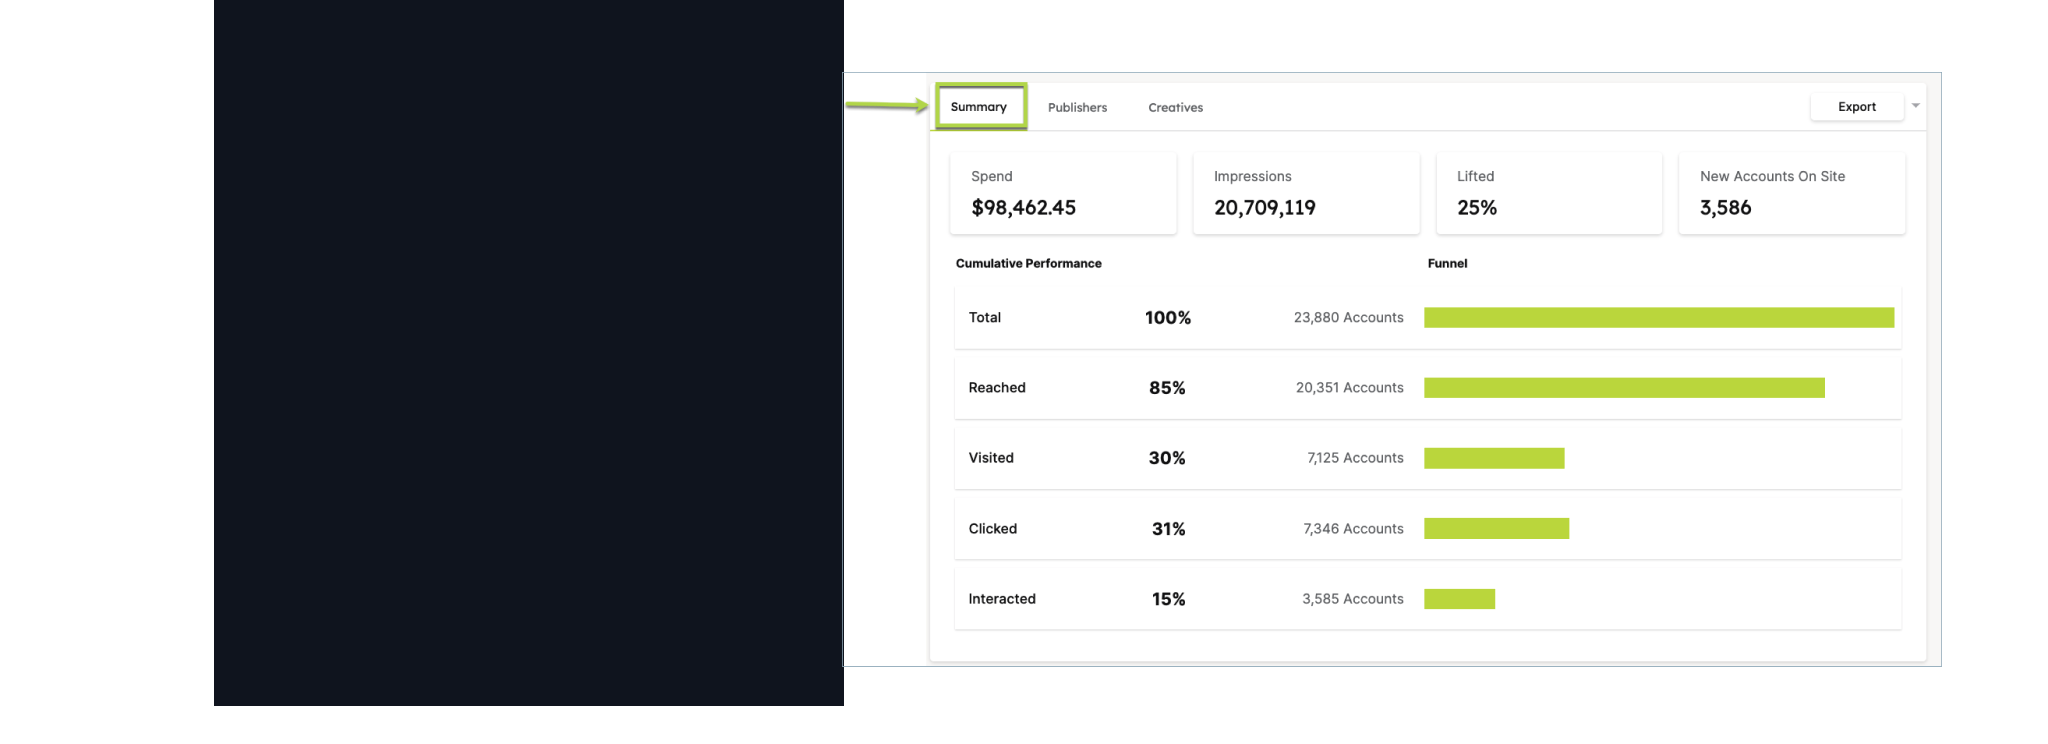 Summary Publishers Creatives Export
Spend Impressions Lifted New Accounts On Site
$98,462.45 20,709,119 25% 3,586
Cumulative Performance Funnel
Total 100% 23,880 Accounts
Reached 85% 20,351 Accounts
Visited 30% 7,125 Accounts
Clicked 31% 7,346 Accounts
Interacted 15% 3,585 Accounts